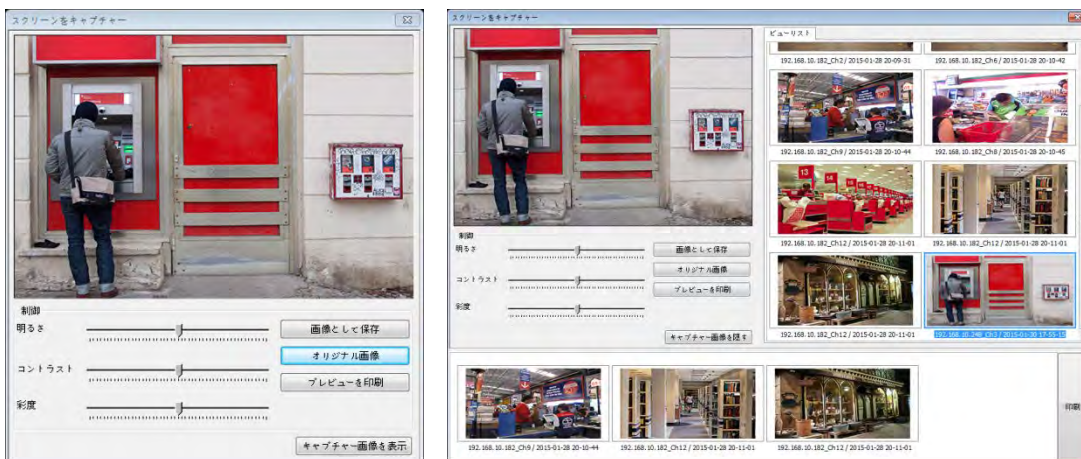 スクリーンをキャプチャー
制御
明るさ
コントラスト
彩度
画像として保存
オリジナル画像
プレビューを印刷
キャプチャー画像を表示
スクリーンをキャプチャー
制御
明るさ
コントラスト
彩度
画像として保存
オリジナル画像
プレビューを印刷
キャプチャー画像を隠す
ビューリスト
192.168.10.182_Ch2 / 2015-01-28 20-09-31
192.168.10.182_Ch6 / 2015-01-28 20-10-42
192.168.10.182_Ch9 / 2015-01-28 20-10-44
192.168.10.182_Ch8 / 2015-01-28 20-10-45
13
14
192.168.10.182_Ch12 / 2015-01-28 20-11-01
192.168.10.182_Ch12 / 2015-01-28 20-11-01
192.168.10.182_Ch12 / 2015-01-28 20-11-01
192.168.10.248_Ch3 / 2015-01-30 17-55-15
192.168.10.182_Ch9 / 2015-01-28 20-10-44
192.168.10.182_Ch12 / 2015-01-28 20-11-01
192.168.10.182_Ch12 / 2015-01-28 20-11-01
印刷